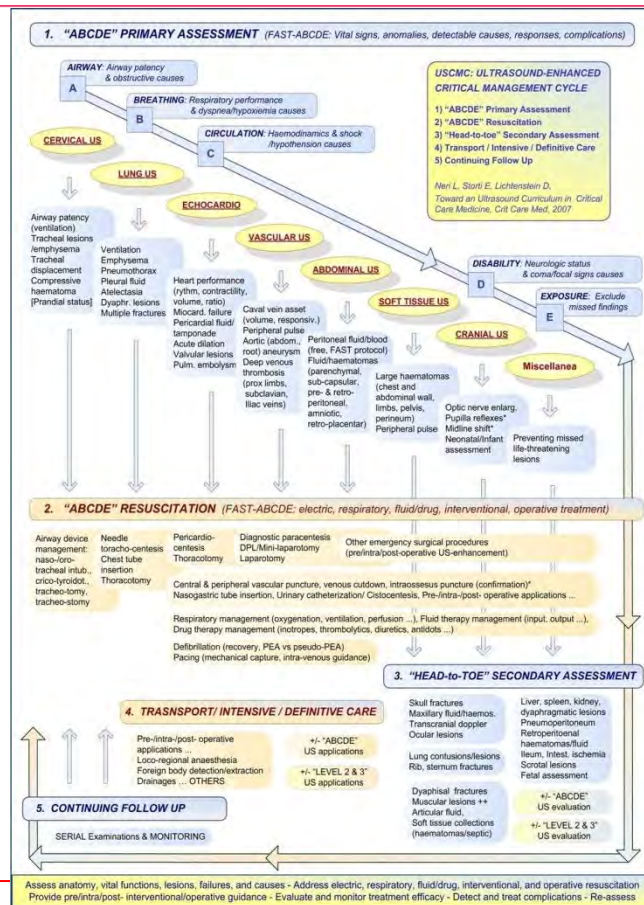 1. "ABCDE" PRIMARY ASSESSMENT (FAST-ABCDE: Vital signs, anomalies, detectable causes, responses, complications)
AIRWAY: Airway patency
& obstructive causes
A
BREATHING: Respiratory performance
& dyspnea/hypoxiemia causes
B
CIRCULATION: Haemodinamics & shock
/hypothension causes
C
USCMC: ULTRASOUND-ENHANCED
CRITICAL MANAGEMENT CYCLE
1) "ABCDE" Primary Assessment
2) "ABCDE" Resuscitation
3) "Head-to-toe" Secondary Assessment
4) Transport / Intensive / Definitive Care
5) Continuing Follow Up
Neri L, Storti E, Lichtenstein D,
Toward an Ultrasound Curriculum in Critical
Care Medicine, Crit Care Med, 2007
CERVICAL US
LUNG US
ECHOCARDIO
VASCULAR US
ABDOMINAL US
SOFT TISSUE US
CRANIAL US
Miscellanea
DISABILITY: Neurologic status
& coma/focal signs causes
D
EXPOSURE: Exclude
missed findings
E
Airway patency
(ventilation)
Tracheal lesions
/emphysema
Tracheal
displacement
Compressive
haematoma
[Prandial status]
Ventilation
Emphysema
Pneumothorax
Pleural fluid
Atelectasia
Dyaphr. lesions
Multiple fractures
Heart performance
(rythm, contractility,
volume, ratio)
Miocard. failure
Pericardial fluid/
tamponade
Acute dilation
Valvular lesions
Pulm. embolysm
Caval vein asset
(volume, responsiv.)
Peripheral pulse
Aortic (abdom.,
root) aneurysm
Deep venous
thrombosis
(prox limbs,
subclavian,
Iliac veins)
Peritoneal fluid/blood
(free, FAST protocol)
Fluid/haematomas
(parenchymal,
sub-capsular,
pre- & retro-
peritoneal,
amniotic,
retro-placentar)
Large haematomas
(chest and
abdominal wall,
limbs, pelvis,
perineum)
Peripheral pulse
Optic nerve enlarg.
Pupilla reflexes*
Midline shift*
Neonatal/Infant
assessment
Preventing missed
life-threatening
lesions
2. "ABCDE" RESUSCITATION (FAST-ABCDE: electric, respiratory, fluid/drug, interventional, operative treatment)
Airway device
management:
naso-/oro-
tracheal intub.,
crico-tyroidot.,
tracheo-tomy,
tracheo-stomy
Needle
toracho-centesis
Chest tube
insertion
Thoracotomy
Pericardio-
centesis
Thoracotomy
Diagnostic paracentesis
DPL/Mini-laparotomy
Laparotomy
Other emergency surgical procedures
(pre/intra/post-operative US-enhancement)
Central & peripheral vascular puncture, venous cutdown, intraossesus puncture (confirmation)*
Nasogastric tube insertion, Urinary catheterization/ Cistocentesis, Pre-/intra-/post- operative applications ...
Respiratory management (oxygenation, ventilation, perfusion ...), Fluid therapy management (input, output ...),
Drug therapy management (inotropes, thrombolytics, diuretics, antidots ...)
Defibrillation (recovery, PEA vs pseudo-PEA)
Pacing (mechanical capture, intra-venous guidance)
3. "HEAD-to-TOE" SECONDARY ASSESSMENT
Skull fractures
Maxillary fluid/haemos.
Transcranial doppler
Ocular lesions
Lung contusions/lesions
Rib, sternum fractures
Dyaphisal fractures
Muscular lesions ++
Articular fluid,
Soft tissue collections
(haematomas/septic)
Liver, spleen, kidney,
dyaphragmatic lesions
Pneumoperitoneum
Retroperitoneal
haematomas/fluid
Ileum, Intest. ischemia
Scrotal lesions
Fetal assessment
+/- "ABCDE"
US evaluation
+/- "LEVEL 2 & 3"
US evaluation
4. TRASNSPORT/ INTENSIVE / DEFINITIVE CARE
Pre-/intra-/post- operative
applications ...
Loco-regional anaesthesia
Foreign body detection/extraction
Drainages ... OTHERS
+/- "ABCDE"
US applications
+/- "LEVEL 2 & 3"
US applications
5. CONTINUING FOLLOW UP
SERIAL Examinations & MONITORING
Assess anatomy, vital functions, lesions, failures, and causes - Address electric, respiratory, fluid/drug, interventional, and operative resuscitation
Provide pre/intra/post- interventional/operative guidance - Evaluate and monitor treatment efficacy - Detect and treat complications - Re-assess